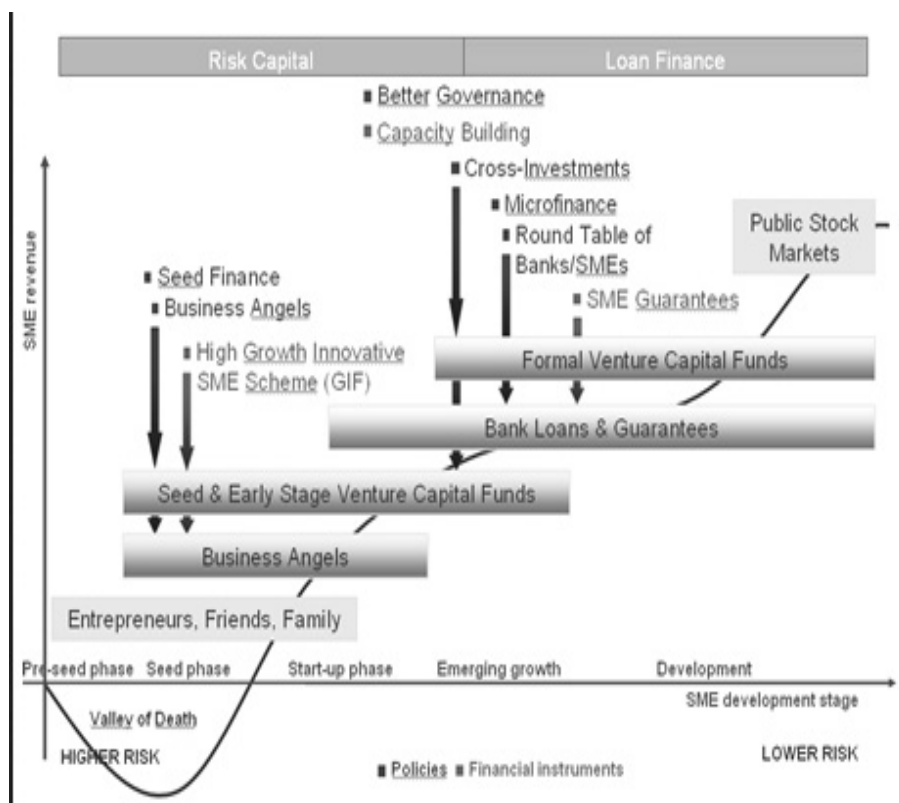 Risk Capital
Loan Finance
Better Governance
Capacity Building
Cross-Investments
Microfinance
Round Table of
Banks/SMEs
Public Stock
Markets
SME revenue
Seed Finance
Business Angels
SME Guarantees
High Growth Innovative
SME Scheme (GIF)
Formal Venture Capital Funds
Bank Loans & Guarantees
Seed & Early Stage Venture Capital Funds
Business Angels
Entrepreneurs, Friends, Family
Pre-seed phase
Seed phase
Start-up phase
Emerging growth
Development
SME development stage
Valley of Death
HIGHER RISK
LOWER RISK
Policies
Financial instruments